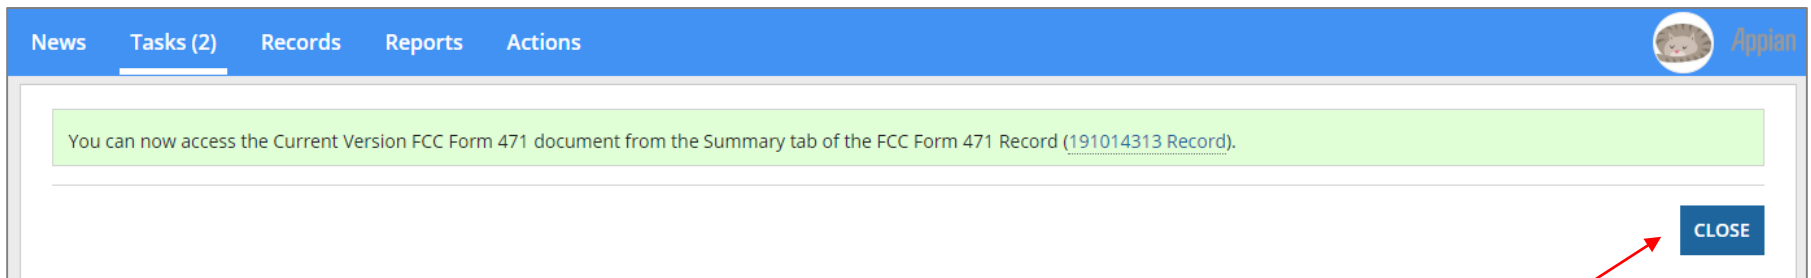 News Tasks (2) Records Reports Actions Appian
You can now access the Current Version FCC Form 471 document from the Summary tab of the FCC Form 471 Record (191014313 Record).
CLOSE